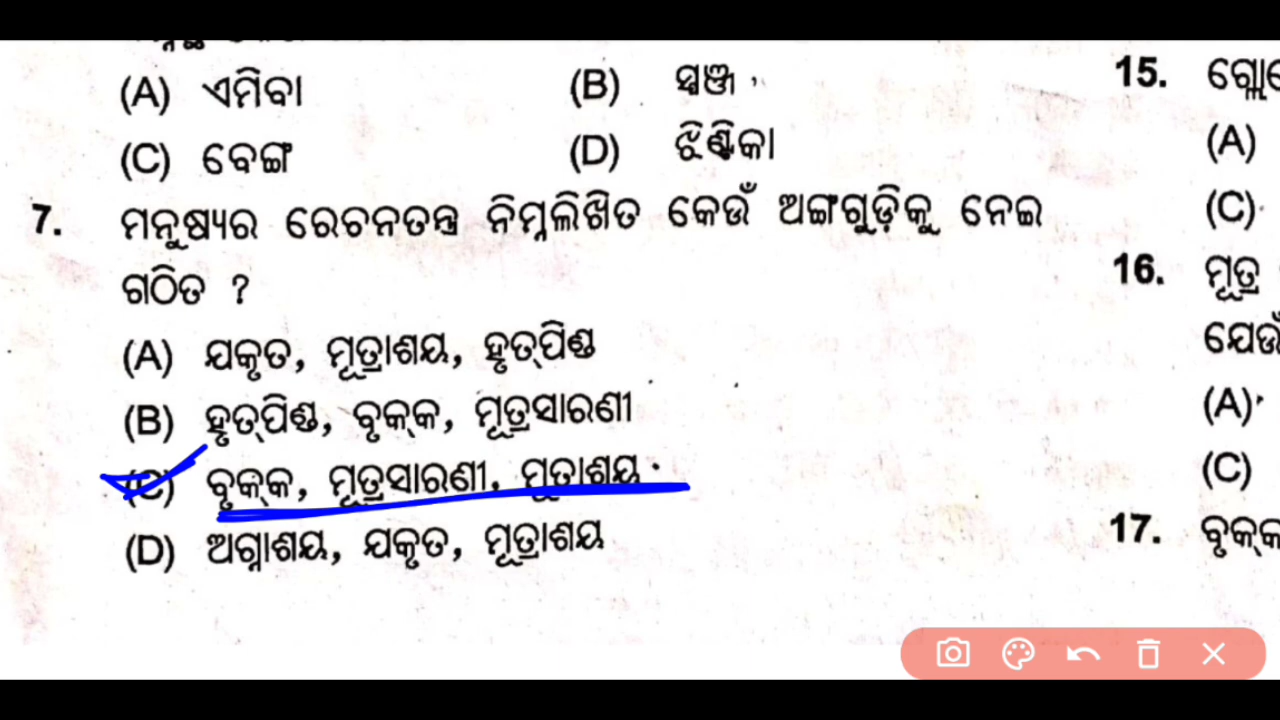 (A) ଏମିବା (B) ସ୍ପଞ୍ଜ
(C) ବେଙ୍ଗ (D) ଝିଣ୍ଟିକା
7. ମନୁଷ୍ୟର ରେଚନତନ୍ତ୍ର ନିମ୍ନଲିଖିତ କେଉଁ ଅଙ୍ଗଗୁଡ଼ିକୁ ନେଇ
ଗଠିତ ?
(A) ଯକୃତ, ମୂତ୍ରାଶୟ, ହୃତ୍‌ପିଣ୍ଡ
(B) ହୃତ୍‌ପିଣ୍ଡ, ବୃକ୍‌କ, ମୂତ୍ରସାରଣୀ
(C) ବୃକ୍‌କ, ମୂତ୍ରସାରଣୀ, ମୂତ୍ରାଶୟ
(D) ଅଗ୍ନାଶୟ, ଯକୃତ, ମୂତ୍ରାଶୟ
15.
(A)
(C)
16. ମୂତ୍ର
ଯେଉଁ
(A)
(C)
17. ବୃକ୍‌କ